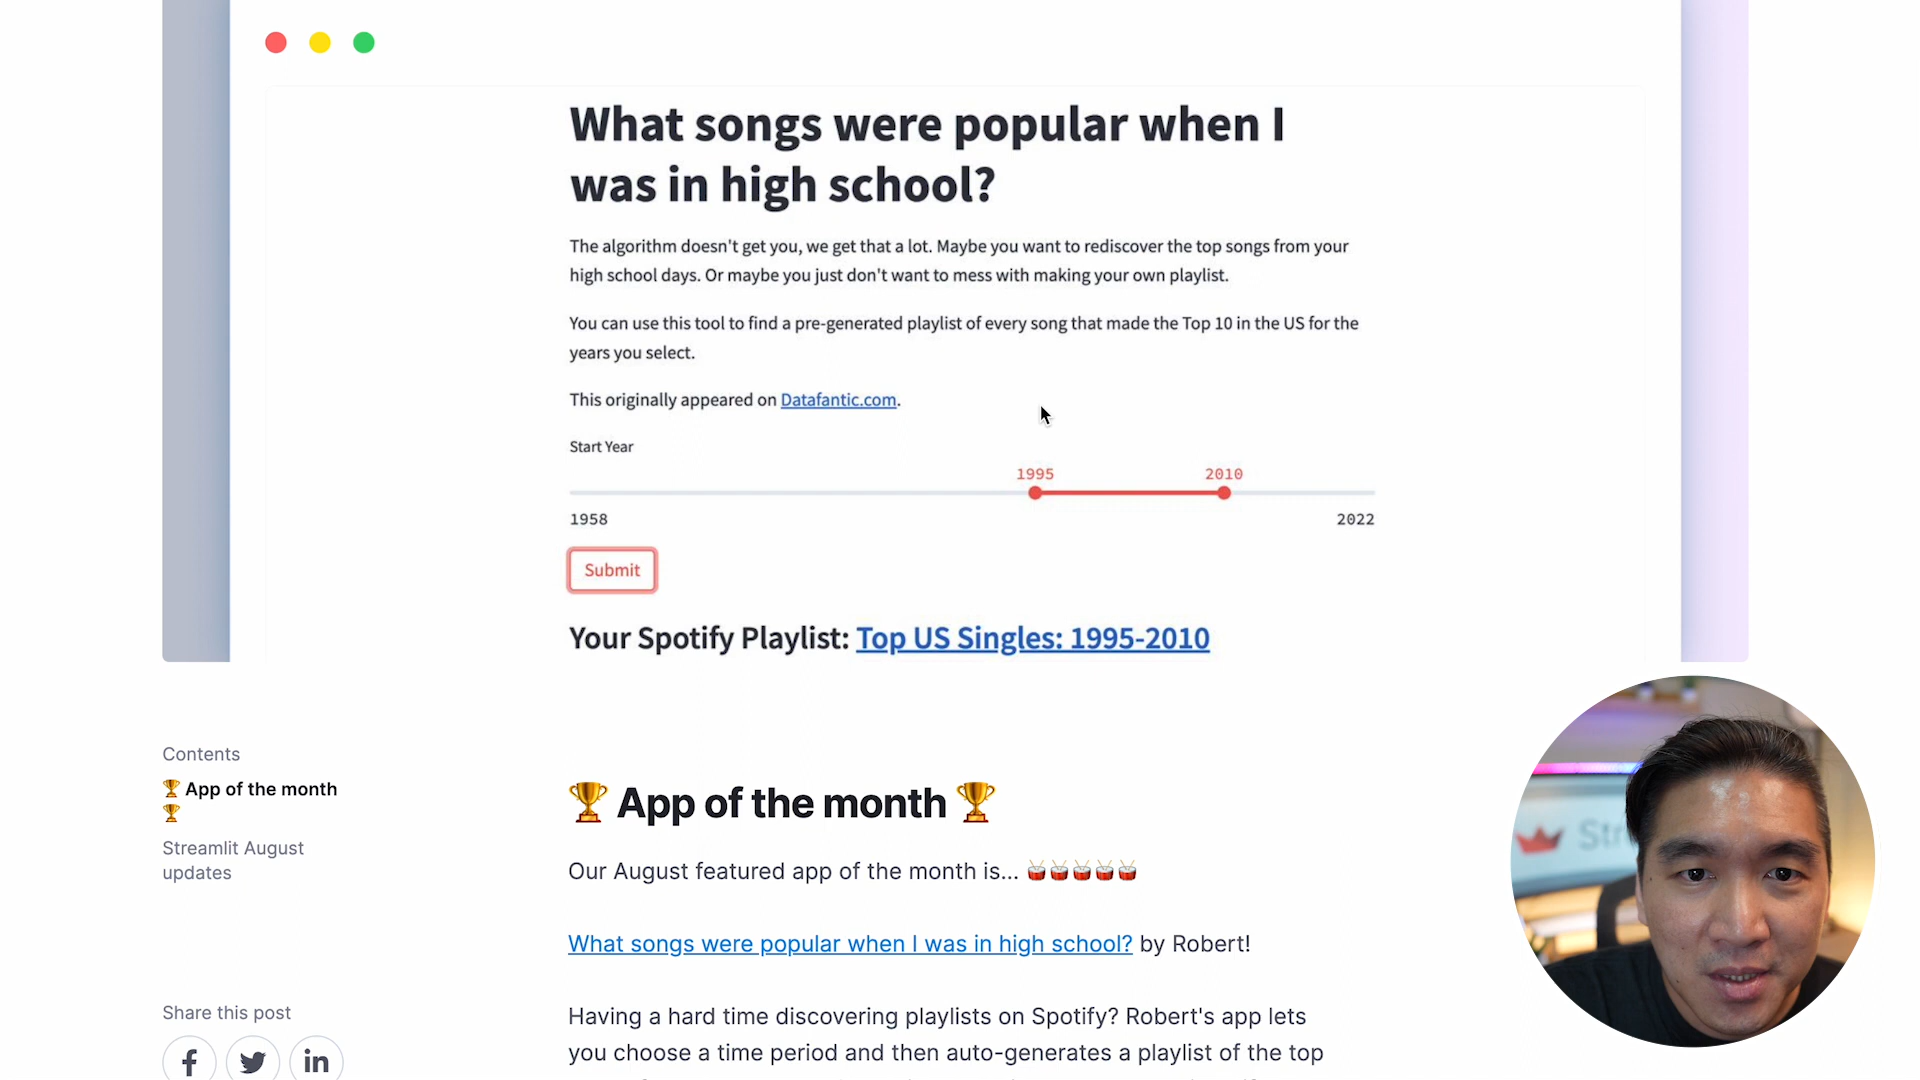 What songs were popular when I
was in high school?
The algorithm doesn't get you, we get that a lot. Maybe you want to rediscover the top songs from your
high school days. Or maybe you just don't want to mess with making your own playlist.
You can use this tool to find a pre-generated playlist of every song that made the Top 10 in the US for the
years you select.
This originally appeared on Datafantic.com.
Start Year
1995 2010
1958 2022
Submit
Your Spotify Playlist: Top US Singles: 1995-2010
Contents
🏆 App of the month
🏆
Streamlit August
updates
Share this post
🏆 App of the month 🏆
Our August featured app of the month is... 🥁🥁🥁🥁🥁
What songs were popular when I was in high school? by Robert!
Having a hard time discovering playlists on Spotify? Robert's app lets
you choose a time period and then auto-generates a playlist of the top